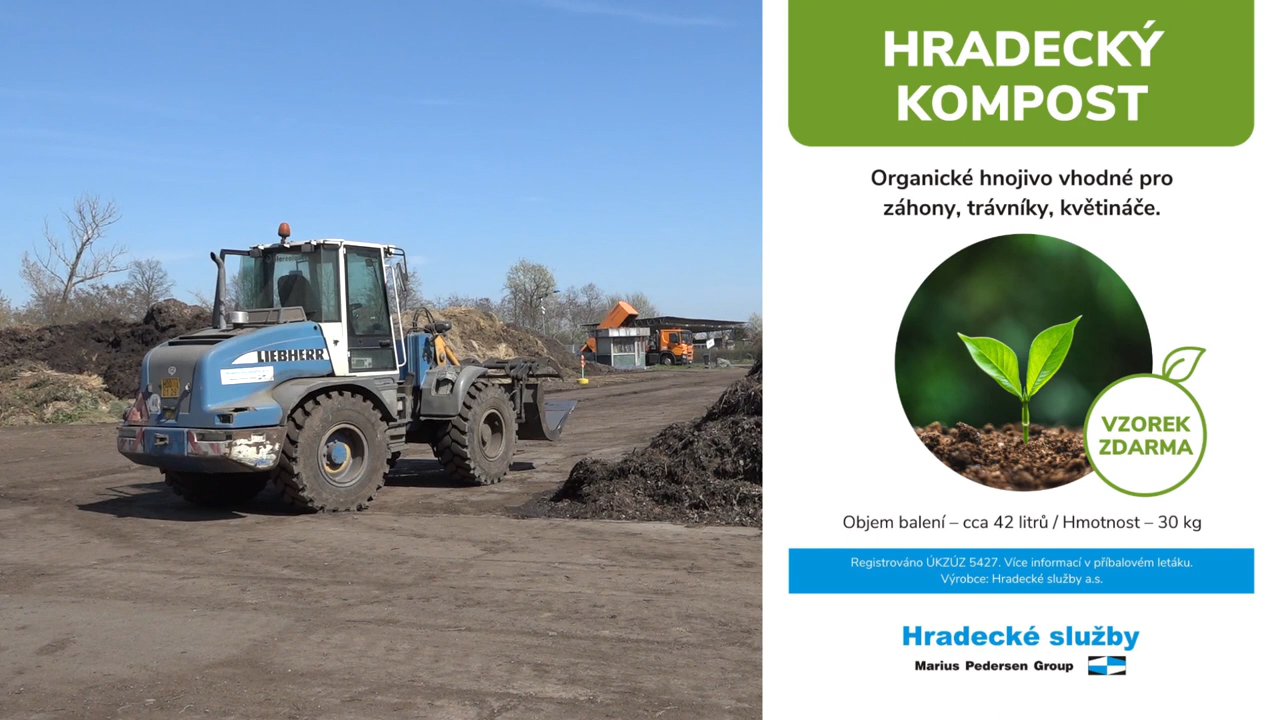 LIEBHERR
HRADECKÝ
KOMPOST
Organické hnojivo vhodné pro
záhony, trávníky, květináče.
VZOREK
ZDARMA
Objem balení – cca 42 litrů / Hmotnost – 30 kg
Registrováno ÚKZÚZ 5427. Více informací v příbalovém letáku.
Výrobce: Hradecké služby a.s.
Hradecké služby
Marius Pedersen Group